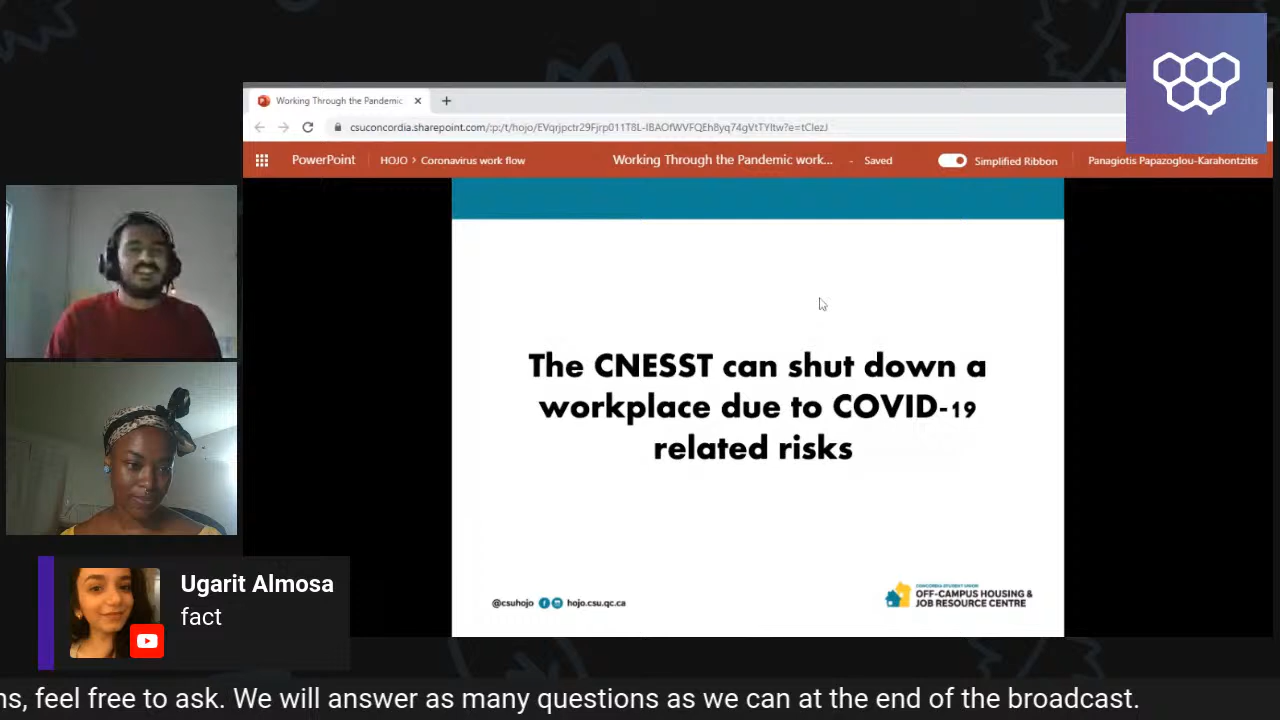 Working Through the Pandemic
csuconcordia.sharepoint.com/:p:/t/hojo/EVqrjpctr29Fjrp011T8L-IBAOfWVFQEh8yq74gVtTYItw?e=tClezJ
PowerPoint
HOJO > Coronavirus work flow
Working Through the Pandemic work... - Saved
Simplified Ribbon
Panagiotis Papazoglou-Karahontzitis
The CNESST can shut down a
workplace due to COVID-19
related risks
@csuhojo
hojo.csu.qc.ca
CONCORDIA STUDENT UNION
OFF-CAMPUS HOUSING &
JOB RESOURCE CENTRE
Ugarit Almosa
fact
ns, feel free to ask. We will answer as many questions as we can at the end of the broadcast.